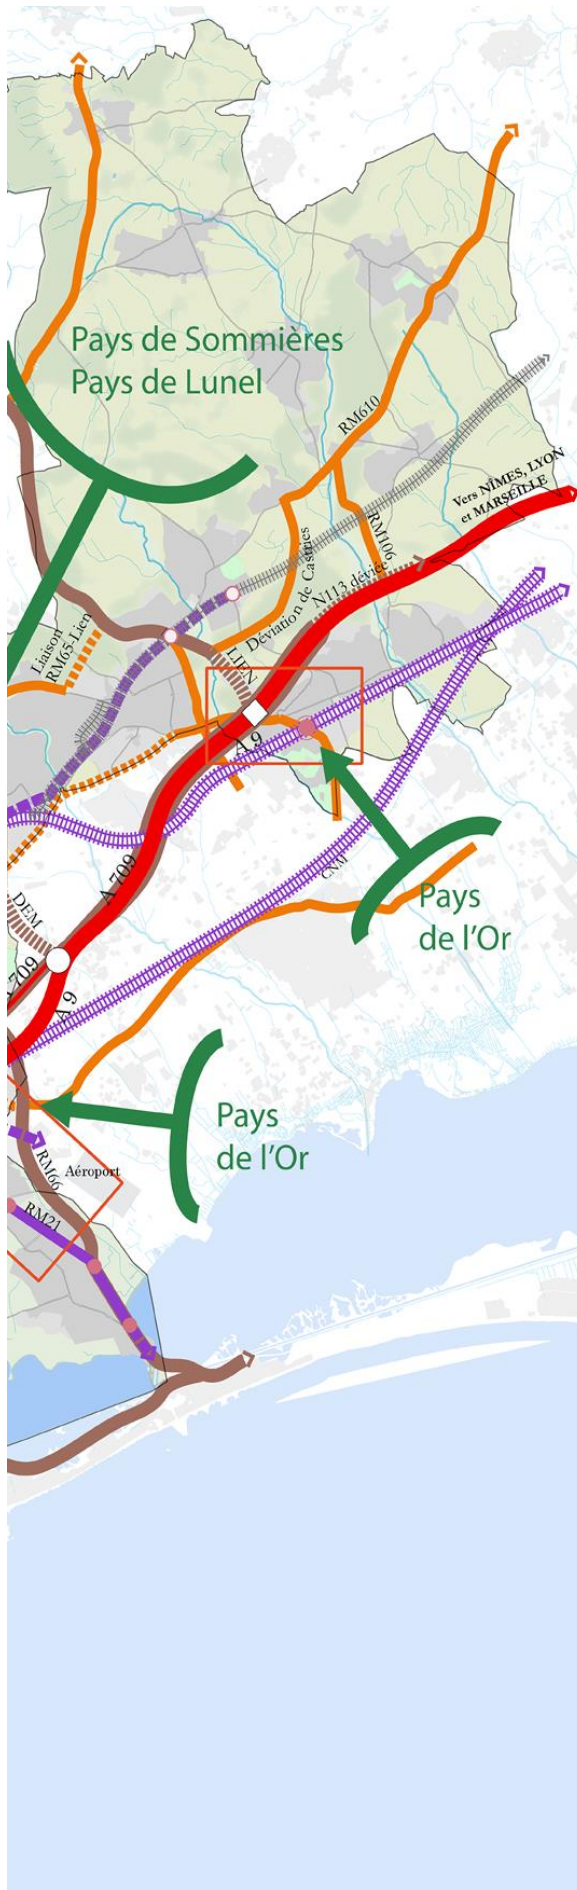 Pays de Sommières
Pays de Lunel
RM610
Vers NÎMES, LYON
et MARSEILLE
RM106
N113 déviée
Déviation de Castries
Liaison
RM65-Lien
LIEN
A 9
A 709
CNM
Pays
de l'Or
DEM
A 709
A 9
Pays
de l'Or
RM66
Aéroport
RM21